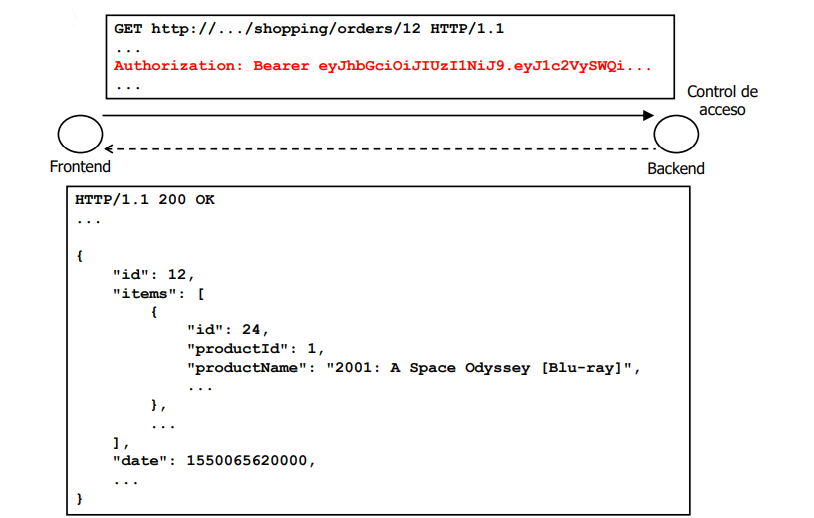 GET http://.../shopping/orders/12 HTTP/1.1
...
Authorization: Bearer eyJhbGciOiJIUzI1NiJ9.eyJ1c2VySWQi...
...
Control de
acceso
Frontend
Backend
HTTP/1.1 200 OK
...
{
"id": 12,
"items": [
{
"id": 24,
"productId": 1,
"productName": "2001: A Space Odyssey [Blu-ray]",
...
},
...
],
"date": 1550065620000,
...
}